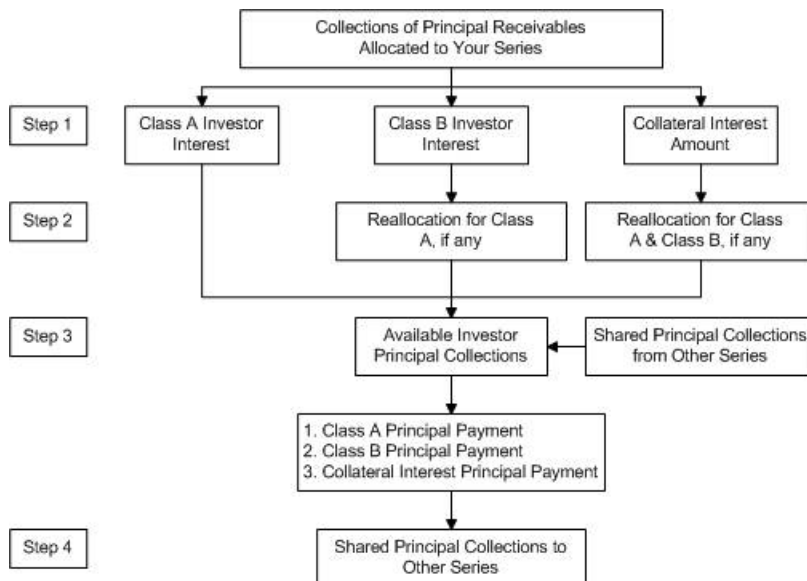 Collections of Principal Receivables
Allocated to Your Series
Step 1
Class A Investor
Interest
Class B Investor
Interest
Collateral Interest
Amount
Step 2
Reallocation for Class
A, if any
Reallocation for Class
A & Class B, if any
Step 3
Available Investor
Principal Collections
Shared Principal Collections
from Other Series
1. Class A Principal Payment
2. Class B Principal Payment
3. Collateral Interest Principal Payment
Step 4
Shared Principal Collections to
Other Series